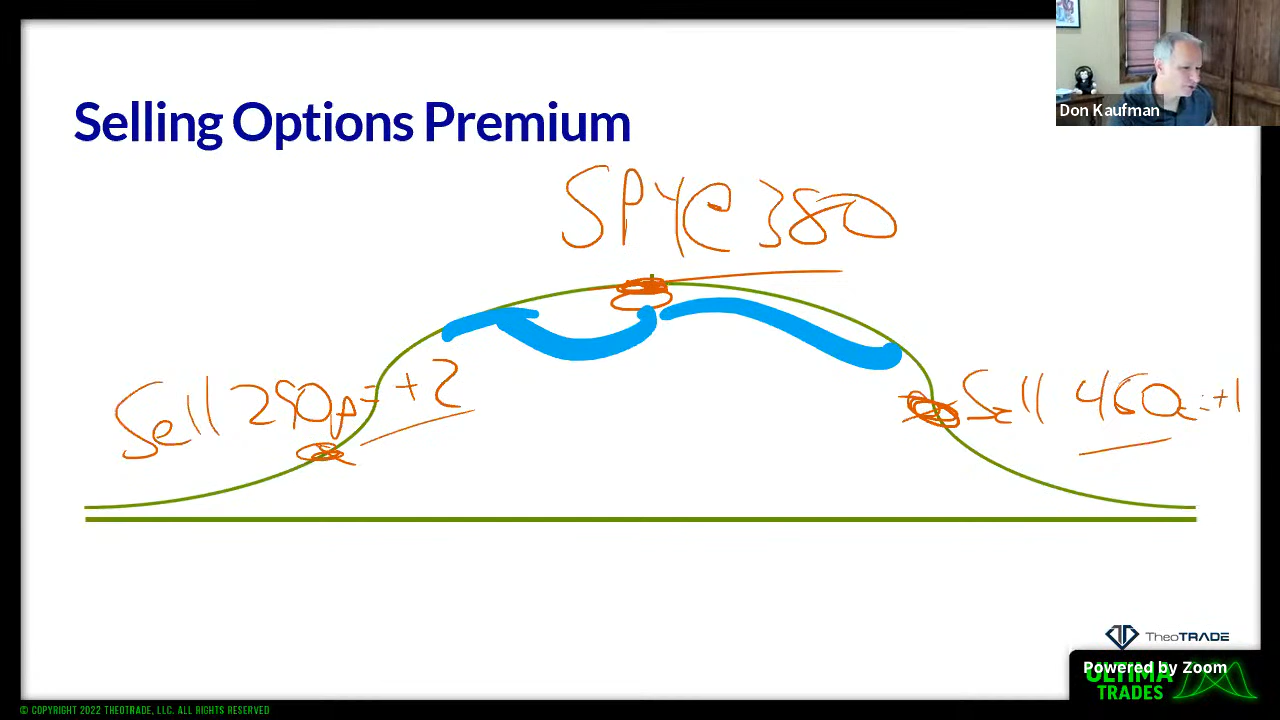 Don Kaufman
Selling Options Premium
SPY@380
Sell 290p=+2
Sell 460c=+1
TheoTRADE
Powered by Zoom
ULTIMA
TRADES
© COPYRIGHT 2022 THEOTRADE, LLC. ALL RIGHTS RESERVED